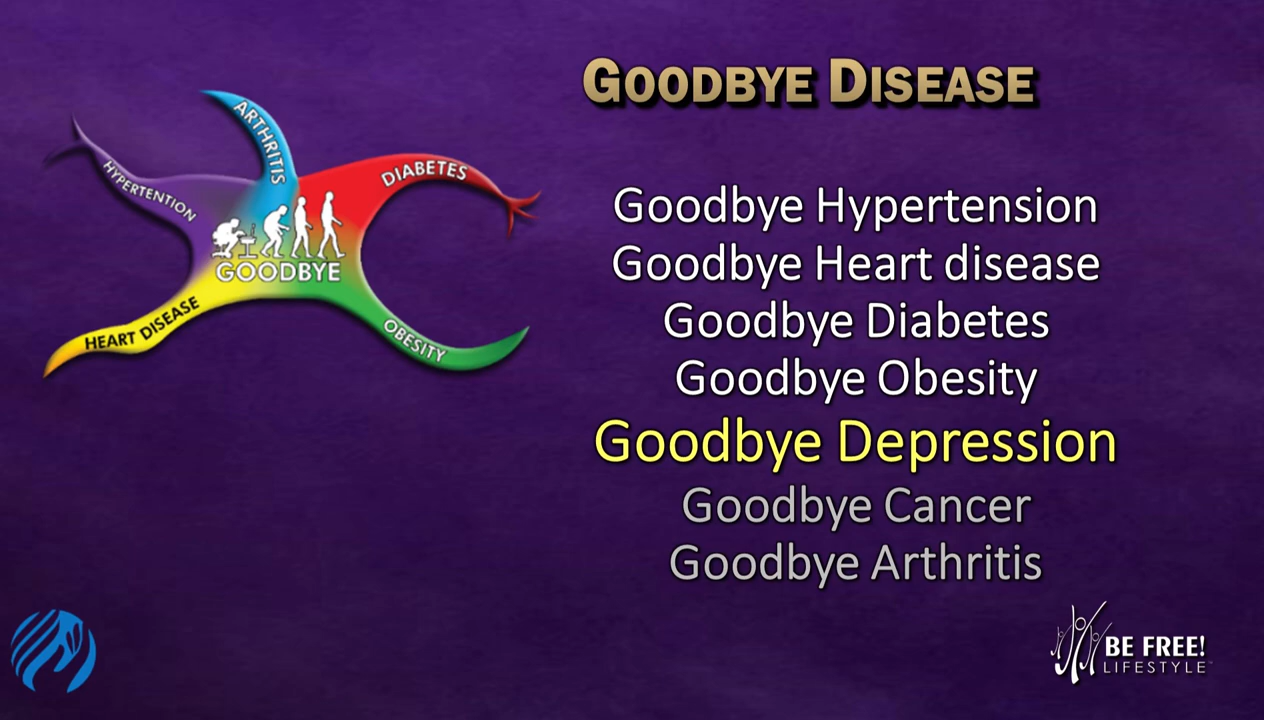 GOODBYE DISEASE
ARTHRITIS
DIABETES
HYPERTENTION
GOODBYE
HEART DISEASE
OBESITY
Goodbye Hypertension
Goodbye Heart disease
Goodbye Diabetes
Goodbye Obesity
Goodbye Depression
Goodbye Cancer
Goodbye Arthritis
BE FREE!
LIFESTYLE